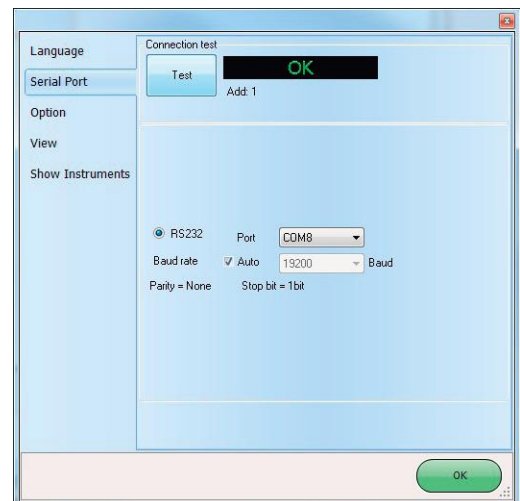 Language
Serial Port
Option
View
Show Instruments
Connection test
Test
OK
Add: 1
RS232 Port COM8
Baud rate Auto 19200 Baud
Parity = None Stop bit = 1bit
OK